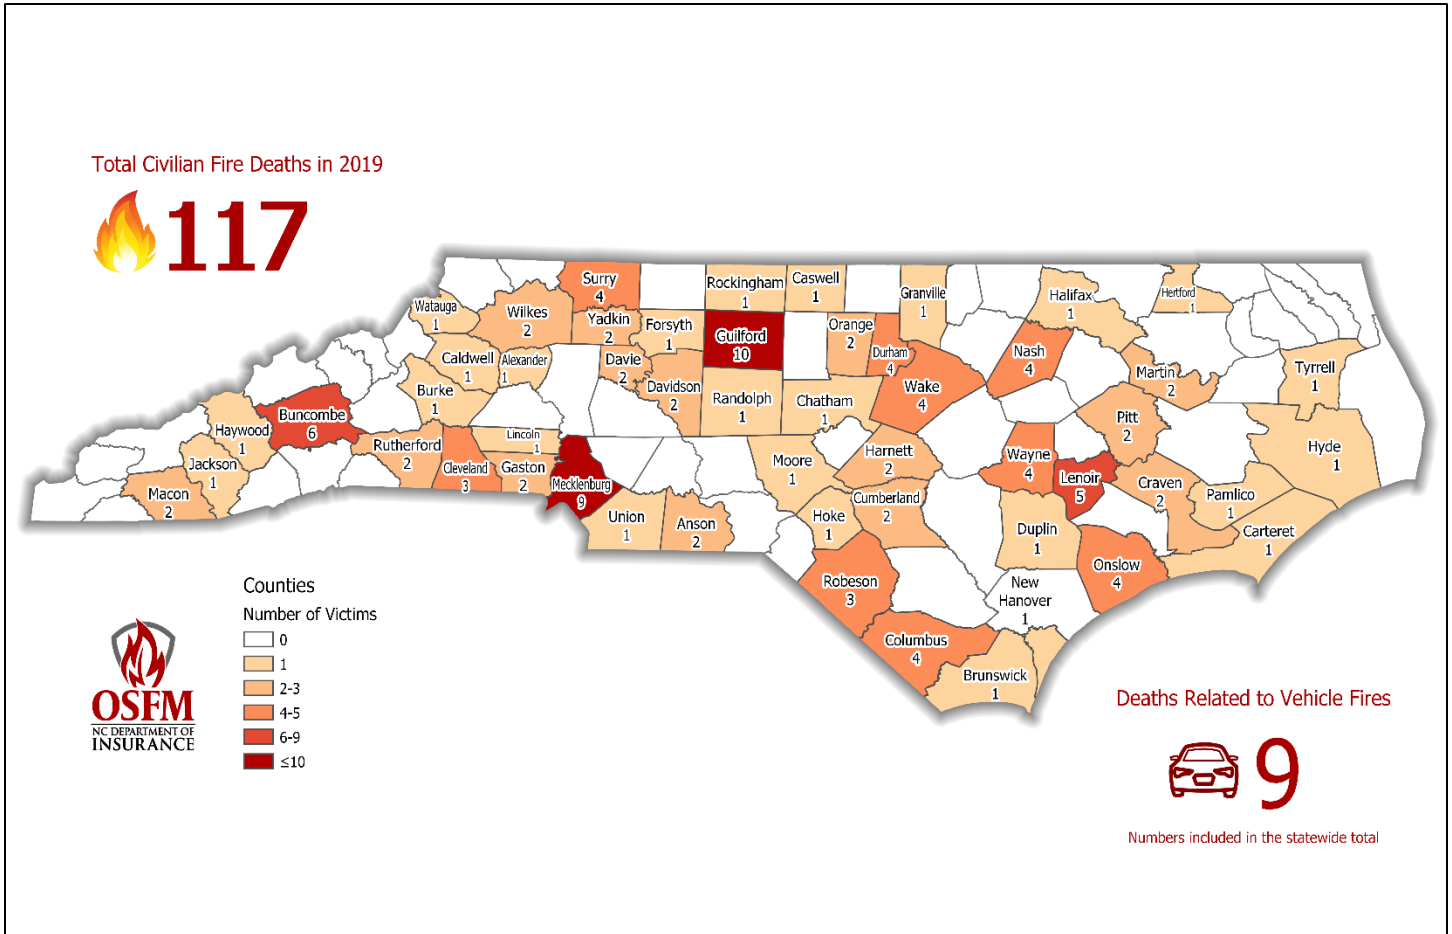 Total Civilian Fire Deaths in 2019
117
Surry
4
Rockingham
1
Caswell
1
Granville
1
Halifax
1
Hertford
1
Watauga
1
Wilkes
2
Yadkin
2
Forsyth
1
Guilford
10
Orange
2
Durham
4
Nash
4
Martin
2
Tyrrell
1
Caldwell
1
Alexander
1
Davie
2
Davidson
2
Randolph
1
Chatham
1
Wake
4
Burke
1
Buncombe
6
Haywood
1
Pitt
2
Hyde
1
Rutherford
2
Lincoln
1
Cleveland
3
Gaston
2
Mecklenburg
9
Moore
1
Harnett
2
Wayne
4
Lenoir
5
Craven
2
Pamlico
1
Jackson
1
Macon
2
Union
1
Anson
2
Hoke
1
Cumberland
2
Duplin
1
Carteret
1
Onslow
4
Robeson
3
New
Hanover
1
Columbus
4
Brunswick
1
Counties
Number of Victims
0
1
2-3
4-5
6-9
≤10
OSFM
NC DEPARTMENT OF
INSURANCE
Deaths Related to Vehicle Fires
9
Numbers included in the statewide total